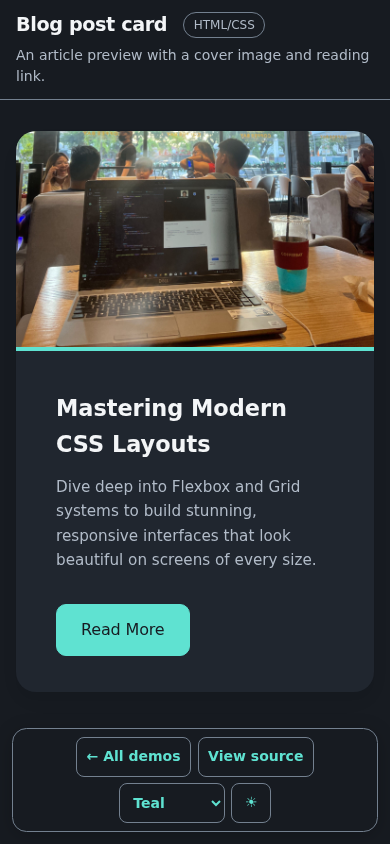 Blog post card HTML/CSS
An article preview with a cover image and reading
link.
Mastering Modern
CSS Layouts
Dive deep into Flexbox and Grid
systems to build stunning,
responsive interfaces that look
beautiful on screens of every size.
Read More
← All demos View source
Teal